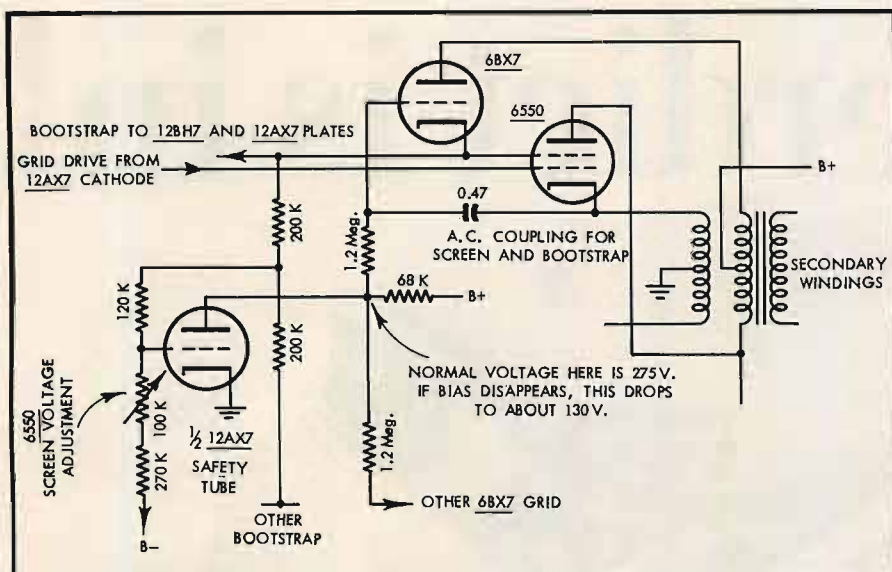 6BX7
6550
BOOTSTRAP TO 12BH7 AND 12AX7 PLATES
GRID DRIVE FROM
12AX7 CATHODE
B+
0.47
200 K
A.C. COUPLING FOR
SCREEN AND BOOTSTRAP
1.2 Meg.
SECONDARY
WINDINGS
120 K
68 K
B+
200 K
NORMAL VOLTAGE HERE IS 275 V.
IF BIAS DISAPPEARS, THIS DROPS
TO ABOUT 130 V.
6550
SCREEN VOLTAGE
ADJUSTMENT
100 K
½ 12AX7
SAFETY
TUBE
270 K
1.2 Meg.
OTHER 6BX7 GRID
OTHER
BOOTSTRAP
B−